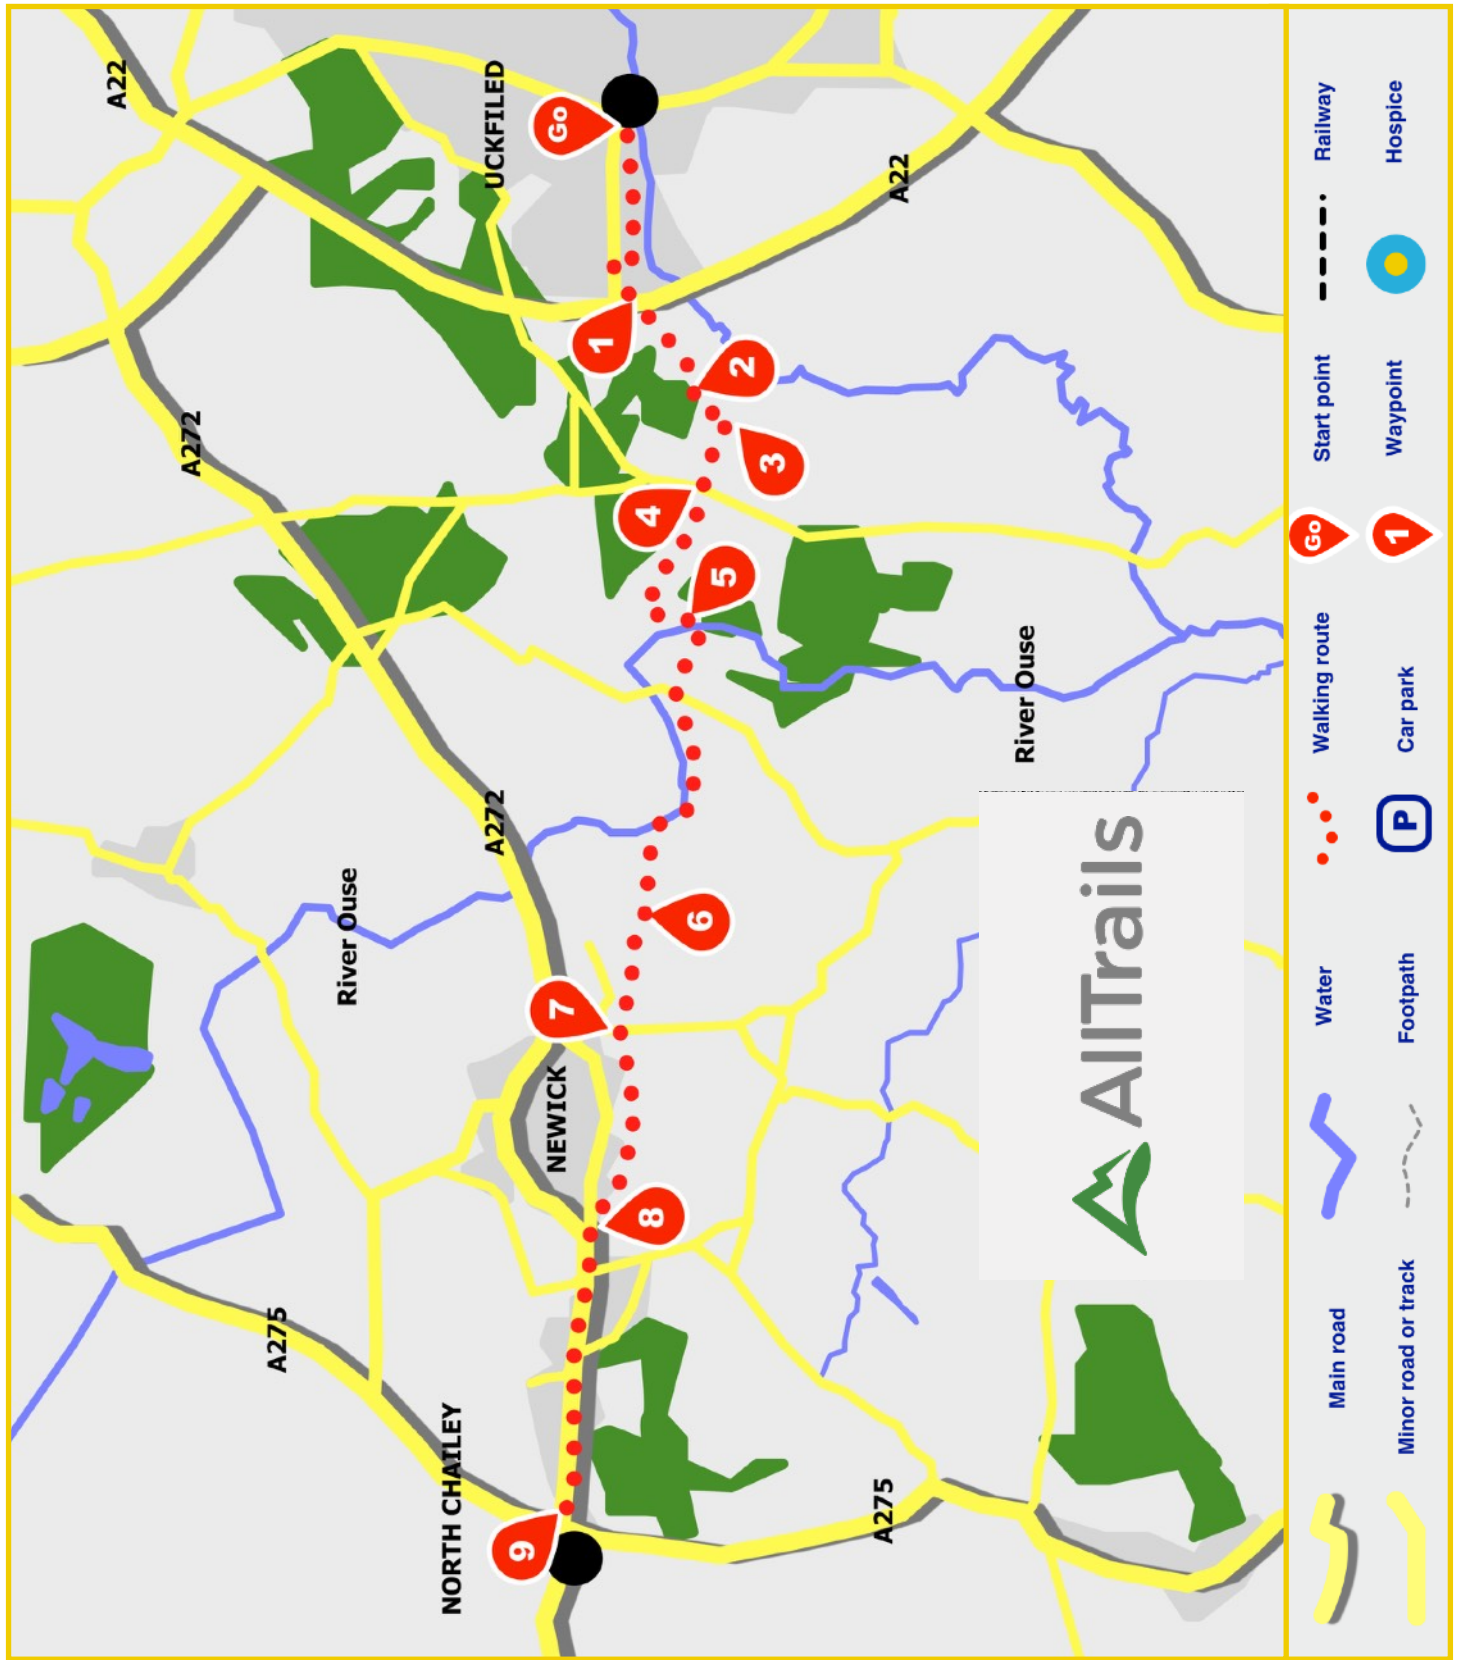 A22
A272
A275
River Ouse
NORTH CHAILEY
A272
UCKFILED
9
NEWICK
7
Go
1
4
8
6
5
2
3
A275
A22
River Ouse
AllTrails
Main road
Water
Walking route
Go
Start point
Railway
Minor road or track
Footpath
P
Car park
1
Waypoint
Hospice